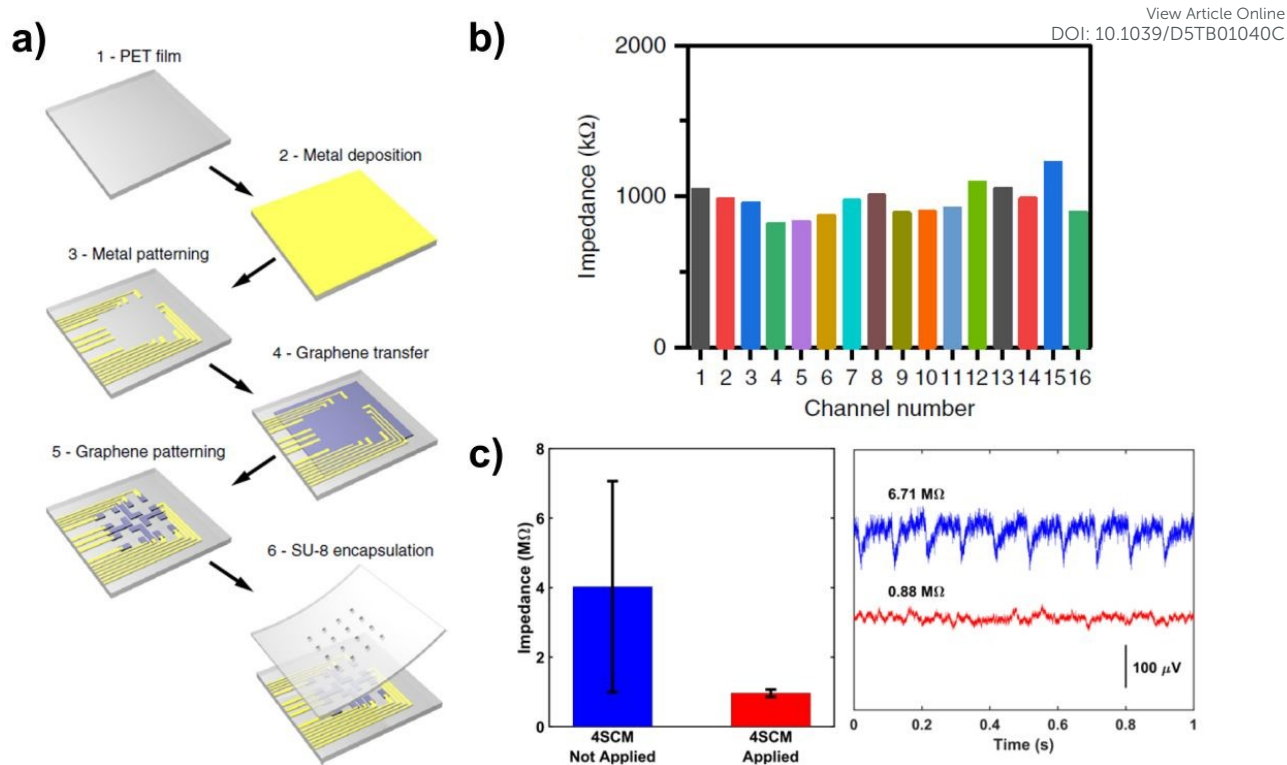 View Article Online
DOI: 10.1039/D5TB01040C
a)
1 - PET film
2 - Metal deposition
3 - Metal patterning
4 - Graphene transfer
5 - Graphene patterning
6 - SU-8 encapsulation
b)
2000
1000
0
Impedance (kΩ)
1 2 3 4 5 6 7 8 9 10 11 12 13 14 15 16
Channel number
c)
8
6
4
2
0
Impedance (MΩ)
4SCM
Not Applied
4SCM
Applied
6.71 MΩ
0.88 MΩ
100 μV
0 0.2 0.4 0.6 0.8 1
Time (s)